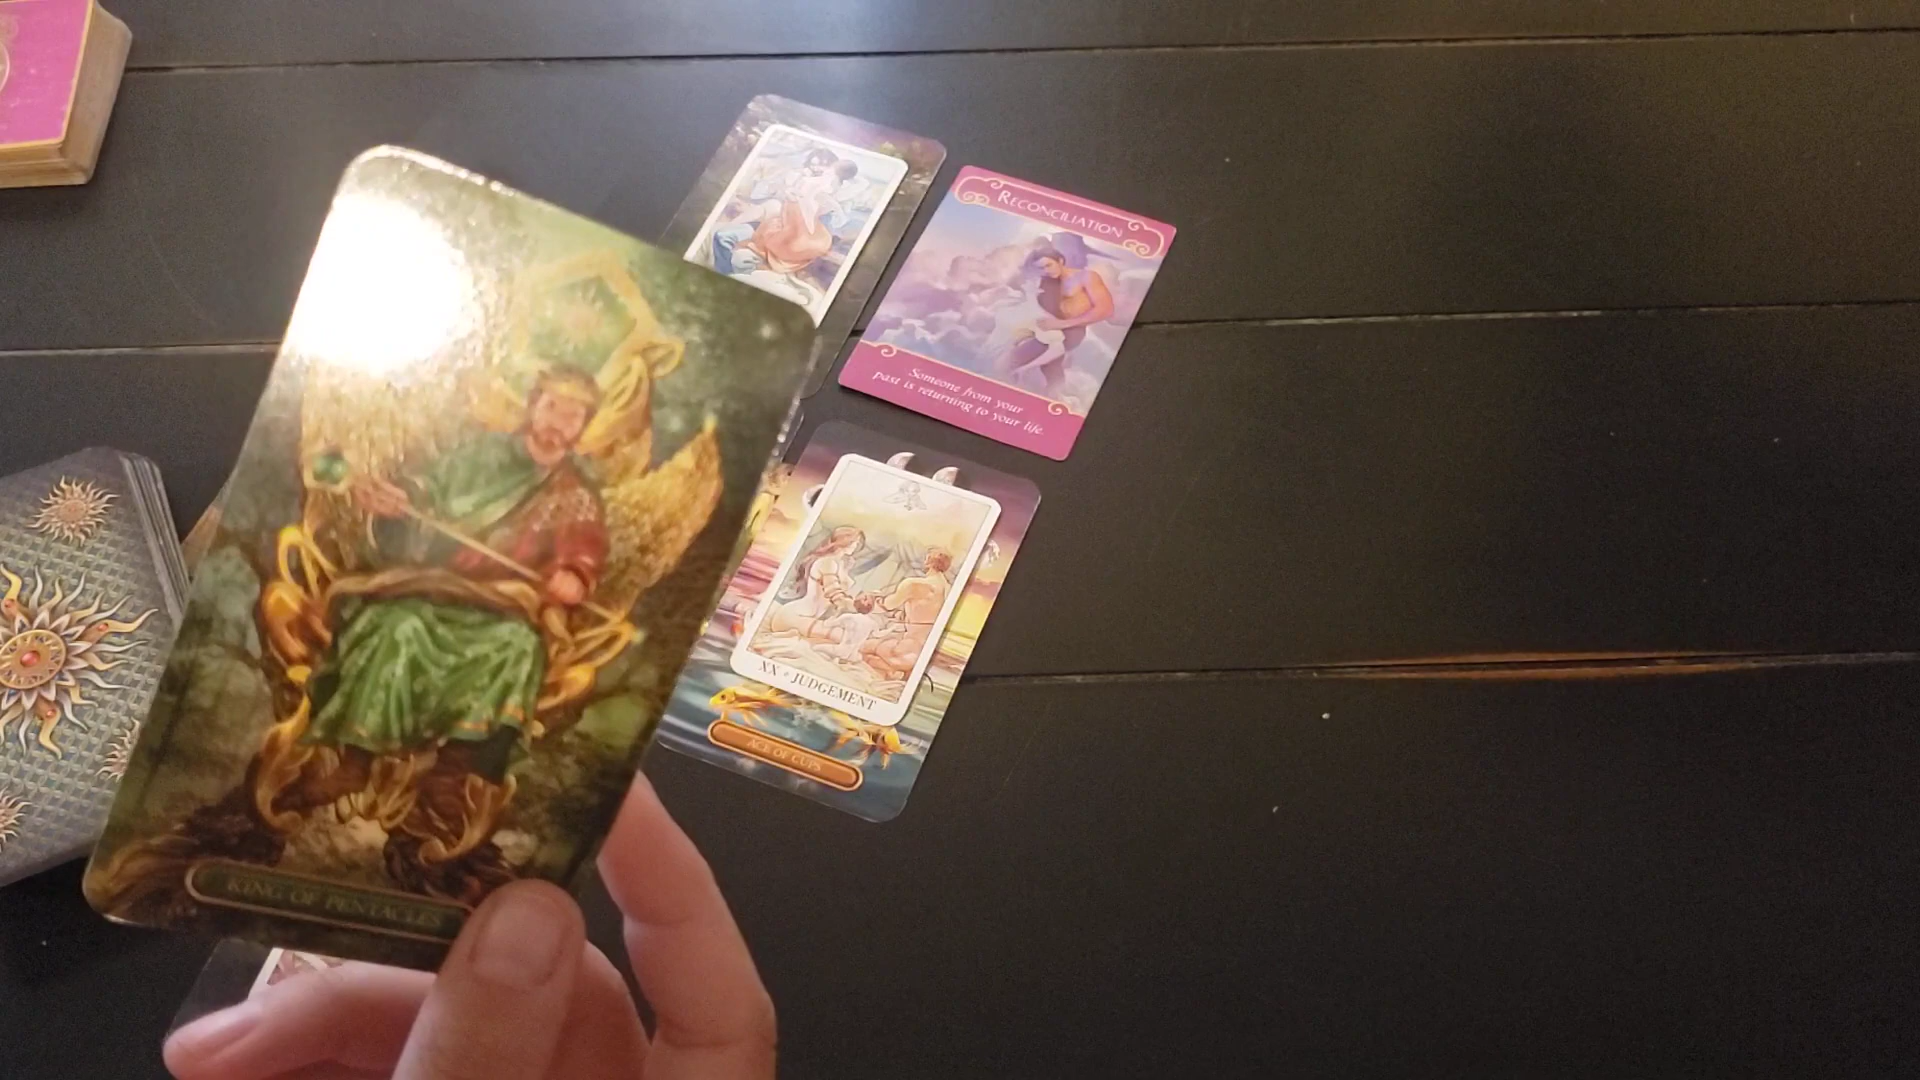 RECONCILIATION
Someone from your
past is returning to your life.
XX • JUDGEMENT
ACE OF CUPS
KING OF PENTACLES